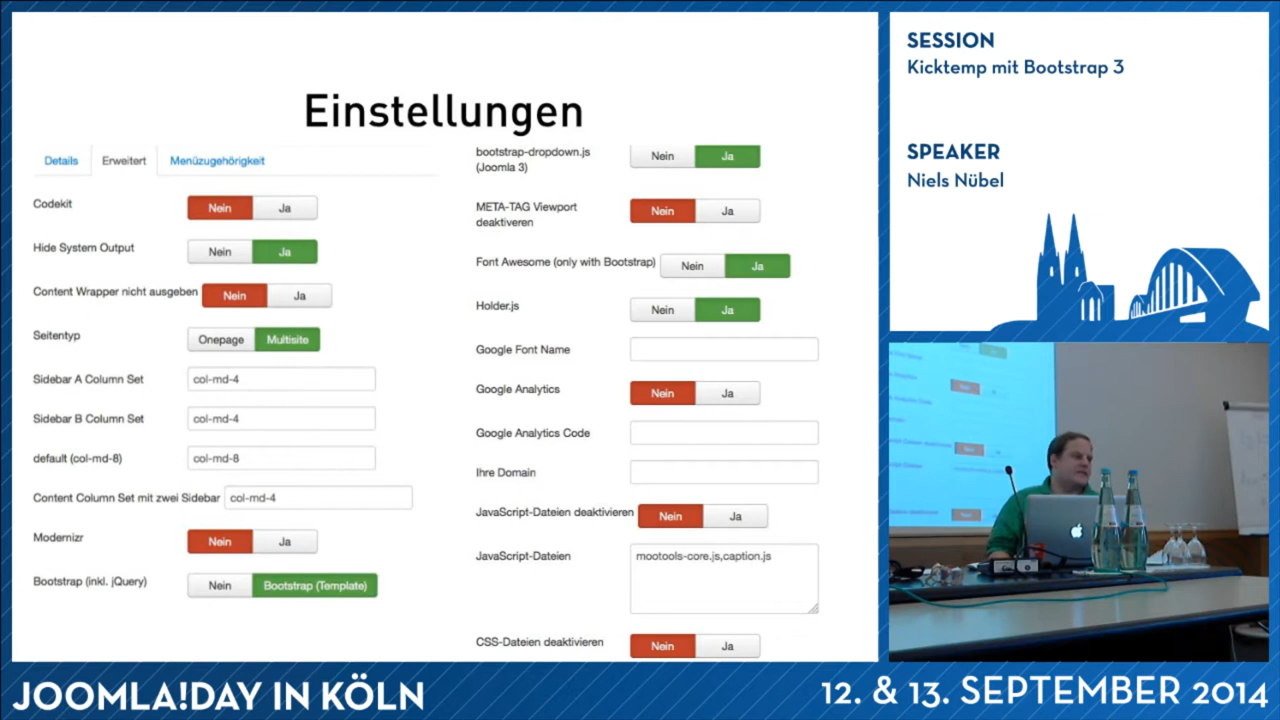 Einstellungen
Details Erweitert Menüzugehörigkeit
Codekit Nein Ja
Hide System Output Nein Ja
Content Wrapper nicht ausgeben Nein Ja
Seitentyp Onepage Multisite
Sidebar A Column Set col-md-4
Sidebar B Column Set col-md-4
default (col-md-8) col-md-8
Content Column Set mit zwei Sidebar col-md-4
Modernizr Nein Ja
Bootstrap (inkl. jQuery) Nein Bootstrap (Template)
bootstrap-dropdown.js
(Joomla 3) Nein Ja
META-TAG Viewport
deaktiveren Nein Ja
Font Awesome (only with Bootstrap) Nein Ja
Holder.js Nein Ja
Google Font Name
Google Analytics Nein Ja
Google Analytics Code
Ihre Domain
JavaScript-Dateien deaktivieren Nein Ja
JavaScript-Dateien mootools-core.js,caption.js
CSS-Dateien deaktivieren Nein Ja
SESSION
Kicktemp mit Bootstrap 3
SPEAKER
Niels Nübel
JOOMLA!DAY IN KÖLN
12. & 13. SEPTEMBER 2014